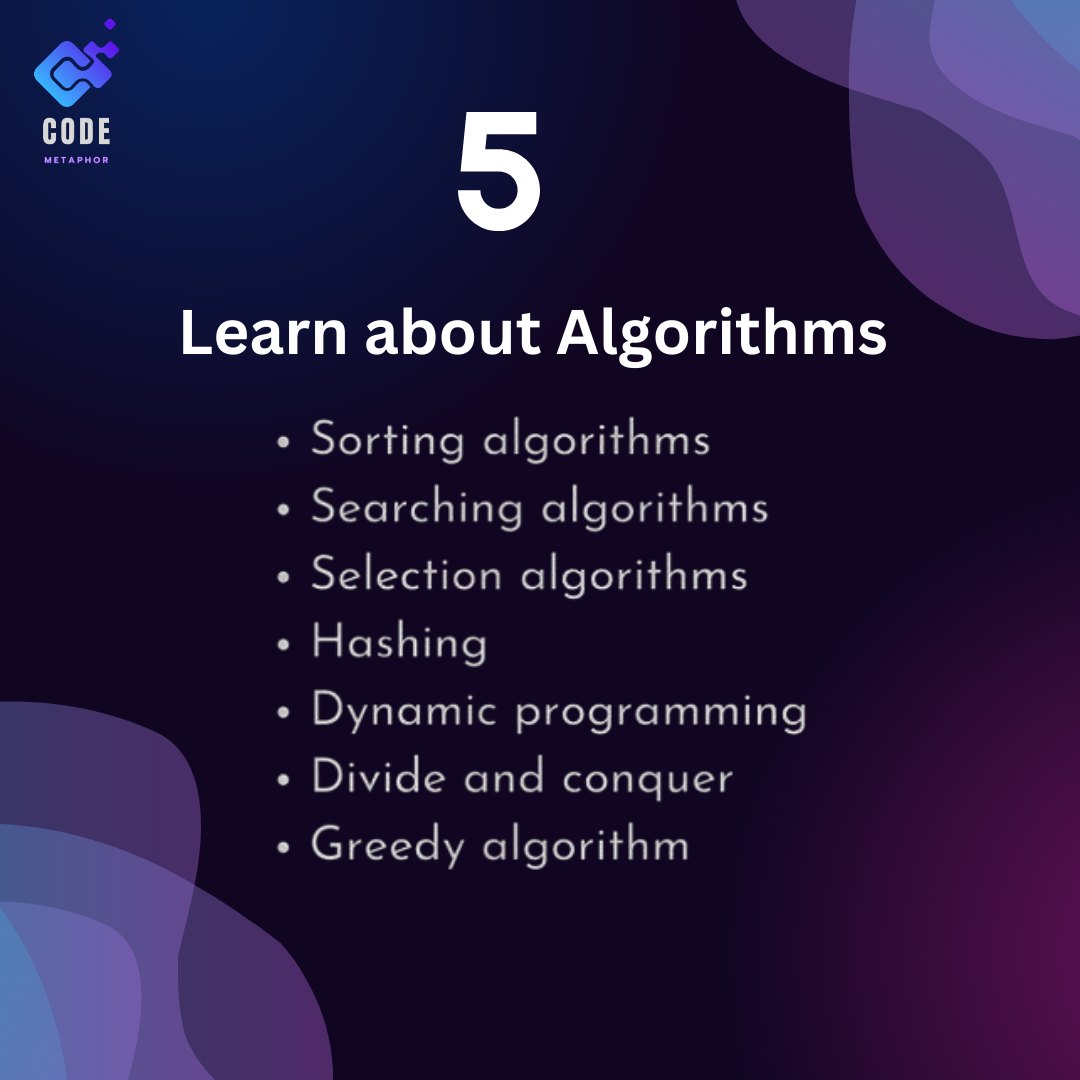 CODE
METAPHOR
5
Learn about Algorithms
• Sorting algorithms
• Searching algorithms
• Selection algorithms
• Hashing
• Dynamic programming
• Divide and conquer
• Greedy algorithm